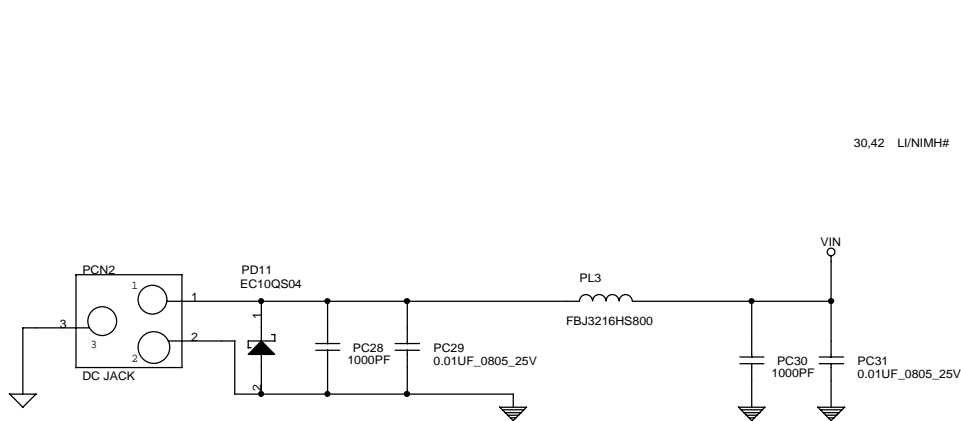 30,42 LI/NIMH#
VIN
PCN2
PD11
EC10QS04
PL3
1
1
1
3
3
2
2
2
FBJ3216HS800
PC28
1000PF
PC29
0.01UF_0805_25V
PC30
1000PF
PC31
0.01UF_0805_25V
DC JACK